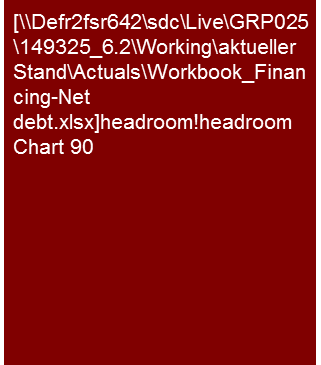 [\\Defr2fsr642\sdc\Live\GRP025
\149325_6.2\Working\aktueller
Stand\Actuals\Workbook_Finan
cing-Net
debt.xlsx]headroom!headroom
Chart 90